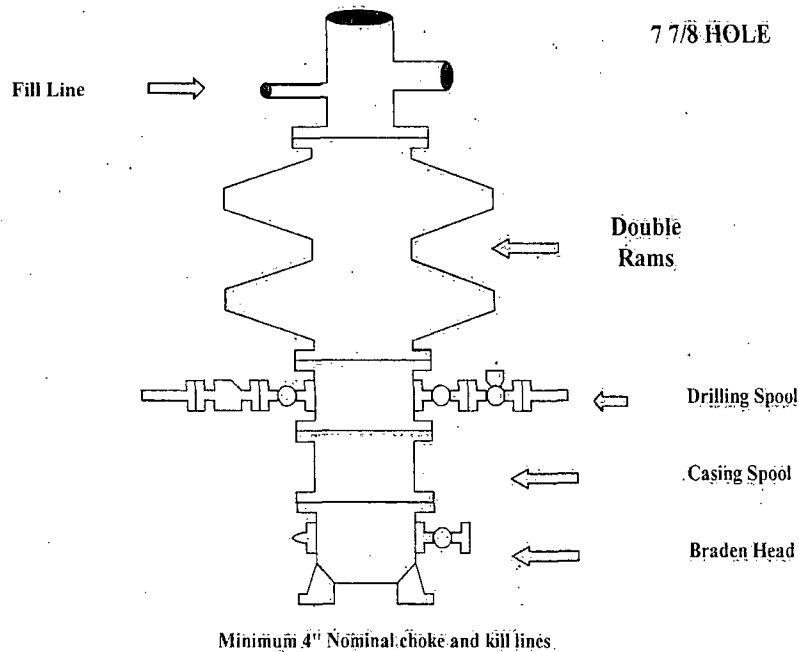 7 7/8 HOLE
Fill Line
Double
Rams
Drilling Spool
Casing Spool
Braden Head
Minimum 4" Nominal choke and kill lines